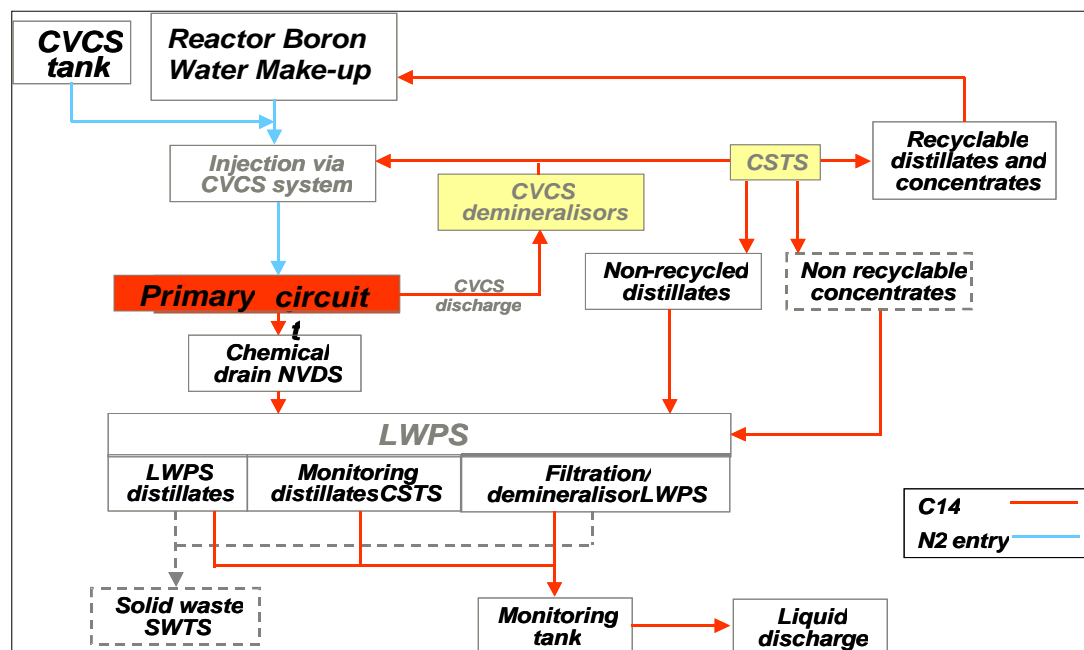 CVCS
tank
Reactor Boron
Water Make-up
Recyclable
distillates and
concentrates
Injection via
CVCS system
CSTS
CVCS
demineralisors
Non-recycled
distillates
Non recyclable
concentrates
Primary circuit
t
CVCS
discharge
Chemical
drain NVDS
LWPS
LWPS
distillates
Monitoring
distillatesCSTS
Filtration/
demineralisorLWPS
C14
N2 entry
Solid waste
SWTS
Monitoring
tank
Liquid
discharge